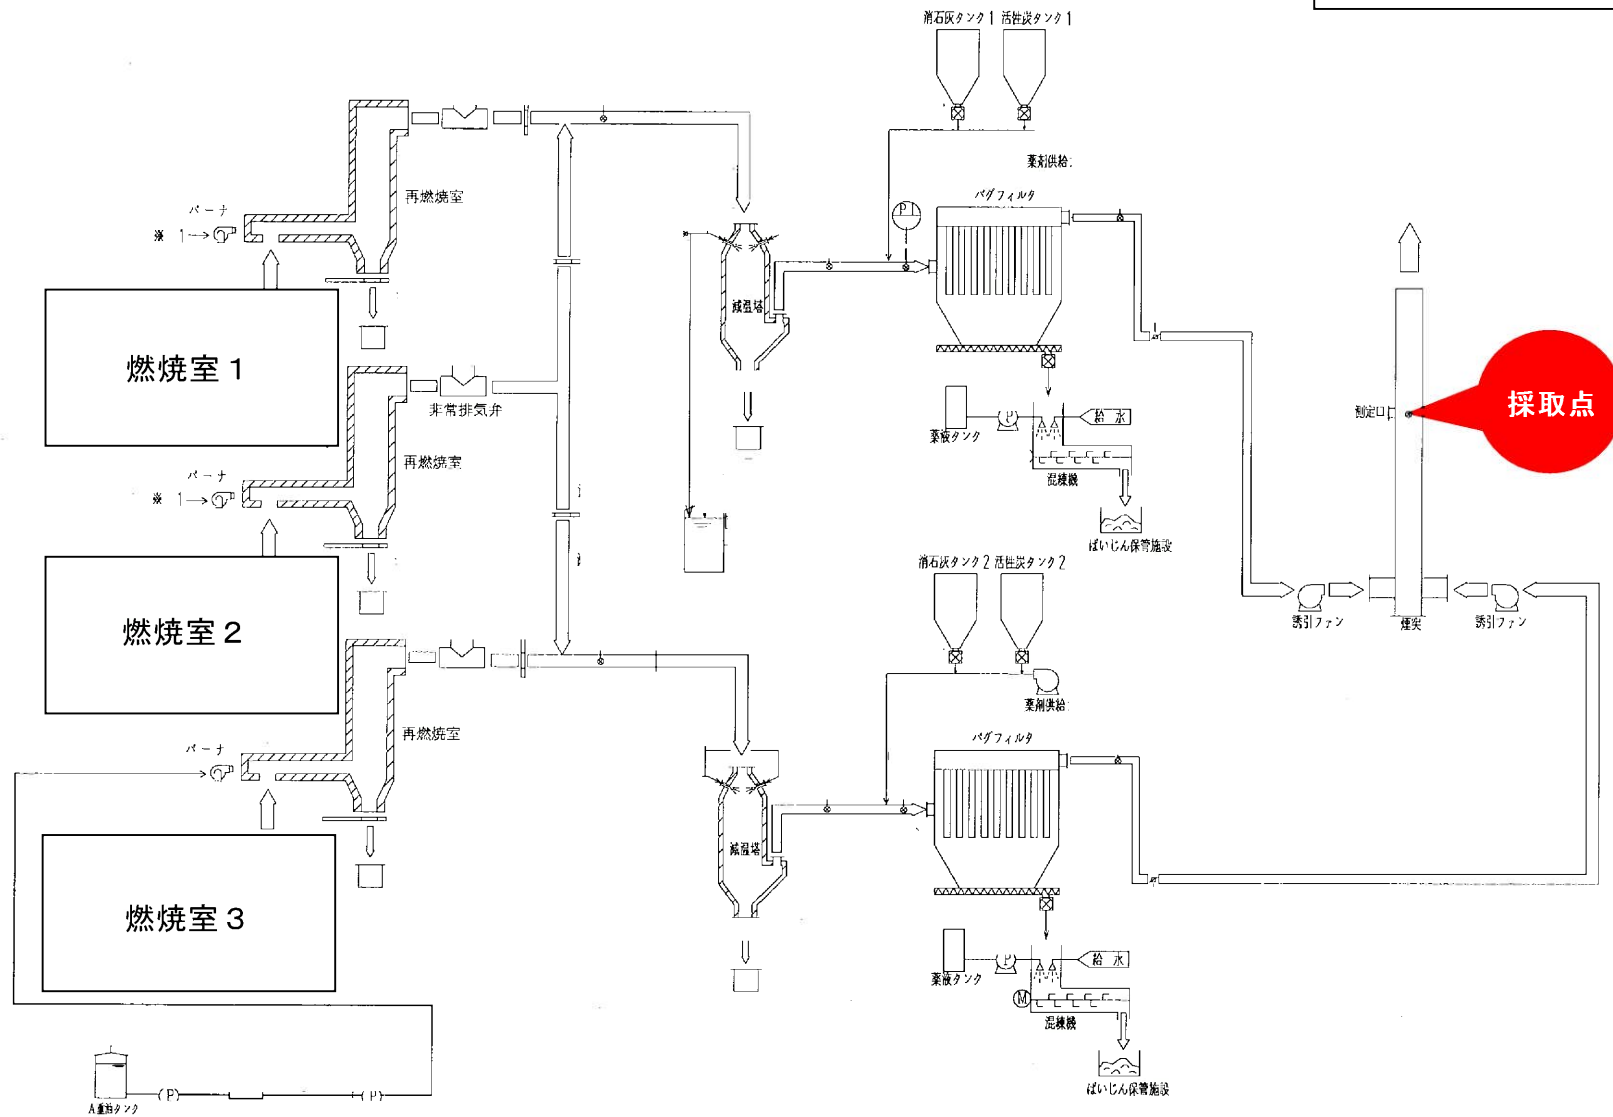 消石灰タンク1 活性炭タンク1
薬剤供給
バグフィルタ
再燃焼室
バーナ
※ 1
P I
減温塔
燃焼室1
非常排気弁
測定口
採取点
薬液タンク
P
給水
混練機
ばいじん保管施設
再燃焼室
バーナ
※ 1
消石灰タンク2 活性炭タンク2
燃焼室2
誘引ファン
煙突
誘引ファン
薬剤供給
バグフィルタ
再燃焼室
バーナ
減温塔
燃焼室3
薬液タンク
P
給水
M
混練機
ばいじん保管施設
P
P
A重油タンク